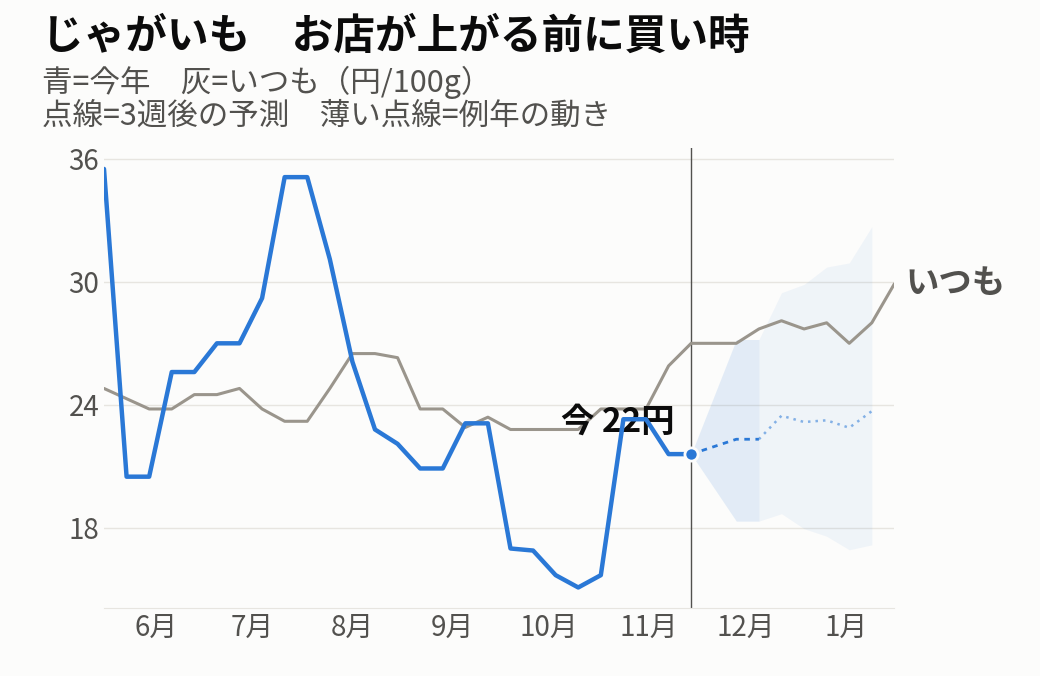 じゃがいも　お店が上がる前に買い時
青=今年　灰=いつも（円/100g）
点線=3週後の予測　薄い点線=例年の動き
36
30
いつも
24
今 22円
18
6月 7月 8月 9月 10月 11月 12月 1月